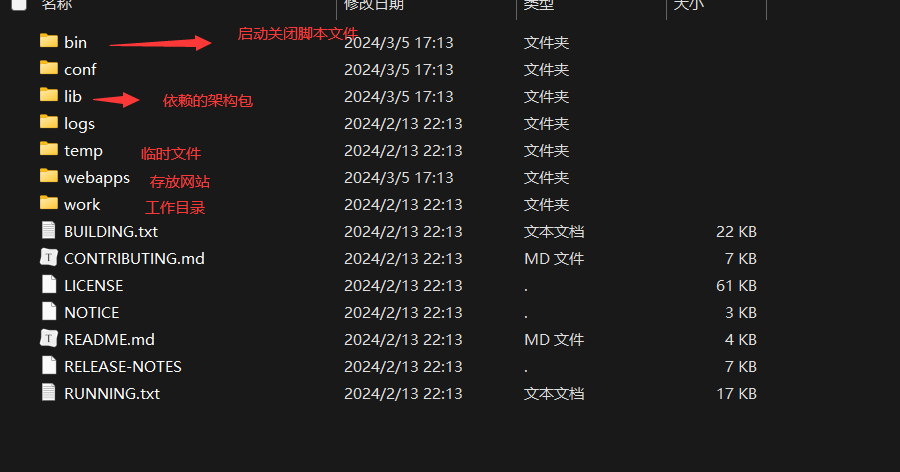 名称 修改日期 类型 大小
启动关闭脚本文件
bin 2024/3/5 17:13 文件夹
conf 2024/3/5 17:13 文件夹
lib 依赖的架构包 2024/3/5 17:13 文件夹
logs 2024/2/13 22:13 文件夹
temp 临时文件 2024/2/13 22:13 文件夹
webapps 存放网站 2024/3/5 17:13 文件夹
work 工作目录 2024/2/13 22:13 文件夹
BUILDING.txt 2024/2/13 22:13 文本文档 22 KB
CONTRIBUTING.md 2024/2/13 22:13 MD 文件 7 KB
LICENSE 2024/2/13 22:13 . 61 KB
NOTICE 2024/2/13 22:13 . 3 KB
README.md 2024/2/13 22:13 MD 文件 4 KB
RELEASE-NOTES 2024/2/13 22:13 . 7 KB
RUNNING.txt 2024/2/13 22:13 文本文档 17 KB